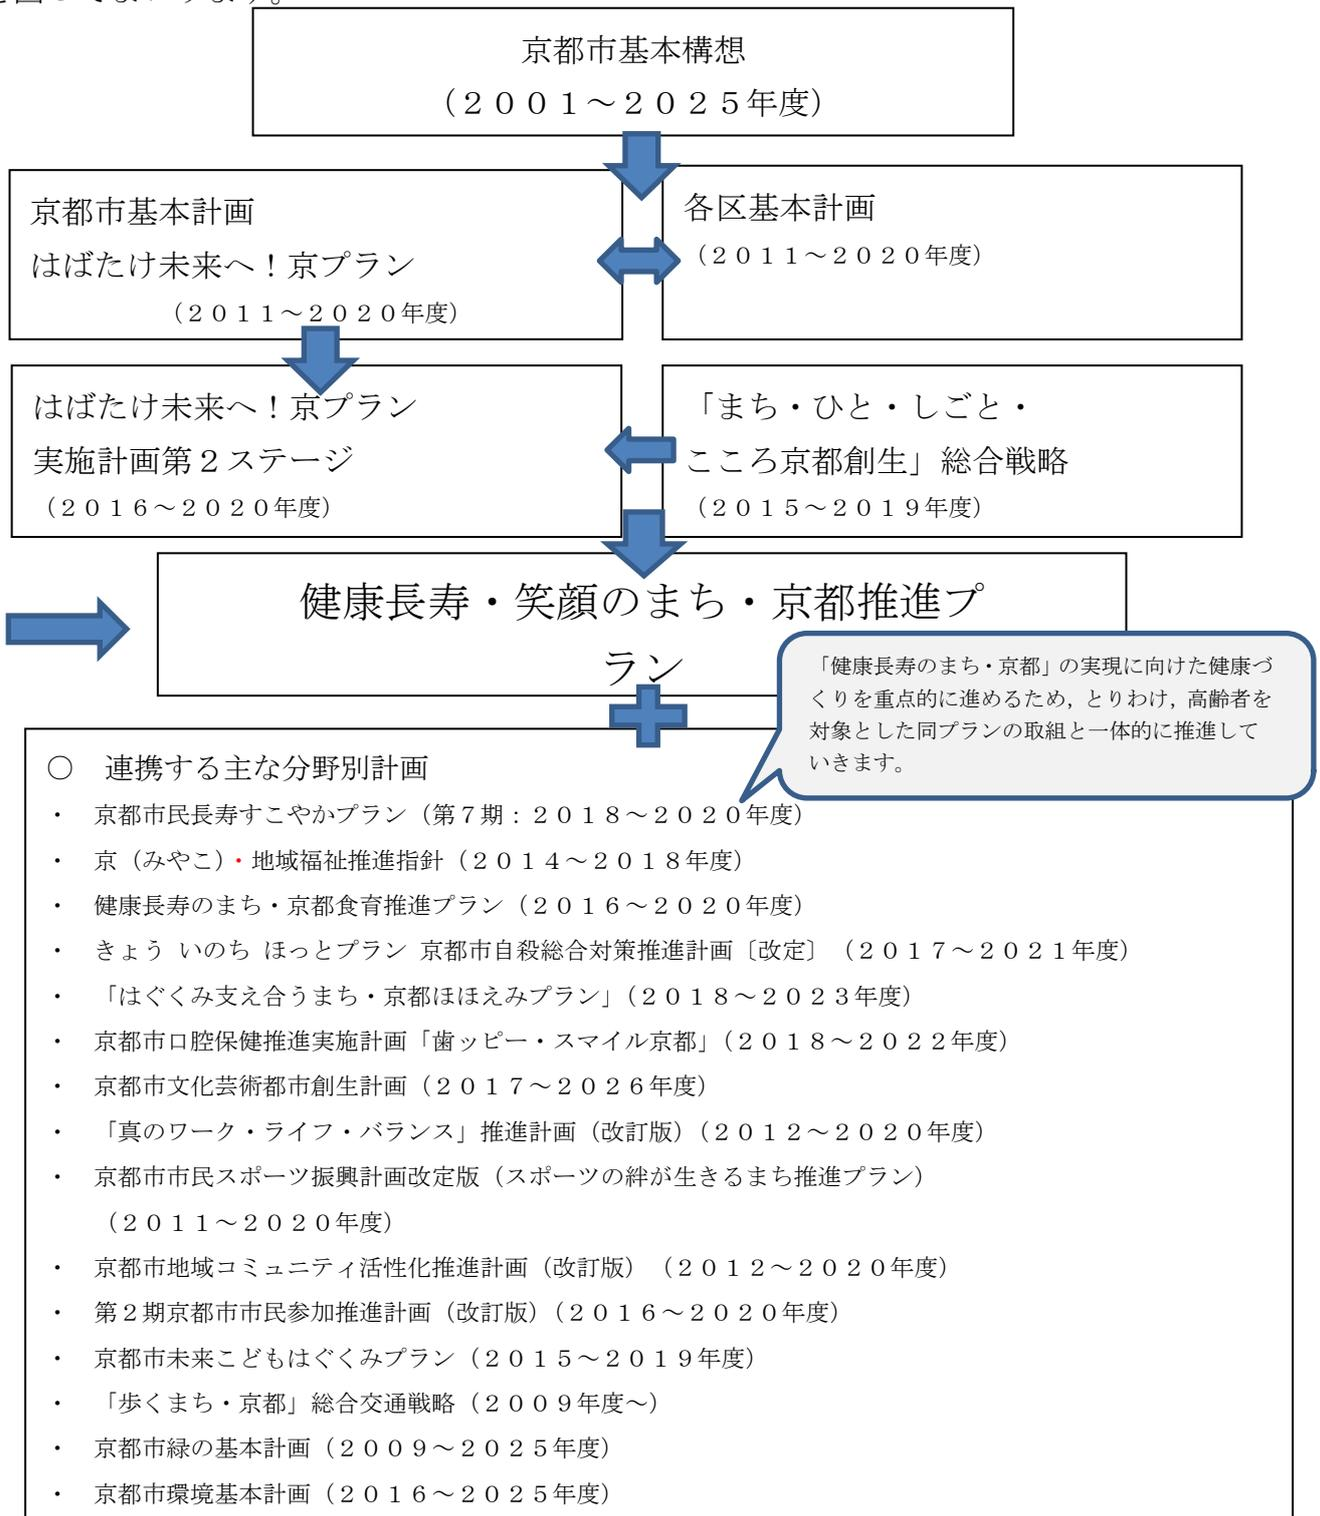 京都市基本構想
（２００１～２０２５年度）
京都市基本計画
はばたけ未来へ！京プラン
（２０１１～２０２０年度）
各区基本計画
（２０１１～２０２０年度）
はばたけ未来へ！京プラン
実施計画第２ステージ
（２０１６～２０２０年度）
「まち・ひと・しごと・
こころ京都創生」総合戦略
（２０１５～２０１９年度）
健康長寿・笑顔のまち・京都推進プ
ラン
「健康長寿のまち・京都」の実現に向けた健康づ
くりを重点的に進めるため，とりわけ，高齢者を
対象とした同プランの取組と一体的に推進して
いきます。
○　連携する主な分野別計画
・　京都市民長寿すこやかプラン（第７期：２０１８～２０２０年度）
・　京（みやこ）・地域福祉推進指針（２０１４～２０１８年度）
・　健康長寿のまち・京都食育推進プラン（２０１６～２０２０年度）
・　きょう いのち ほっとプラン 京都市自殺総合対策推進計画〔改定〕（２０１７～２０２１年度）
・　「はぐくみ支え合うまち・京都ほほえみプラン」（２０１８～２０２３年度）
・　京都市口腔保健推進実施計画「歯ッピー・スマイル京都」（２０１８～２０２２年度）
・　京都市文化芸術都市創生計画（２０１７～２０２６年度）
・　「真のワーク・ライフ・バランス」推進計画（改訂版）（２０１２～２０２０年度）
・　京都市市民スポーツ振興計画改定版（スポーツの絆が生きるまち推進プラン）
（２０１１～２０２０年度）
・　京都市地域コミュニティ活性化推進計画（改訂版）（２０１２～２０２０年度）
・　第２期京都市市民参加推進計画（改訂版）（２０１６～２０２０年度）
・　京都市未来こどもはぐくみプラン（２０１５～２０１９年度）
・　「歩くまち・京都」総合交通戦略（２００９年度～）
・　京都市緑の基本計画（２００９～２０２５年度）
・　京都市環境基本計画（２０１６～２０２５年度）